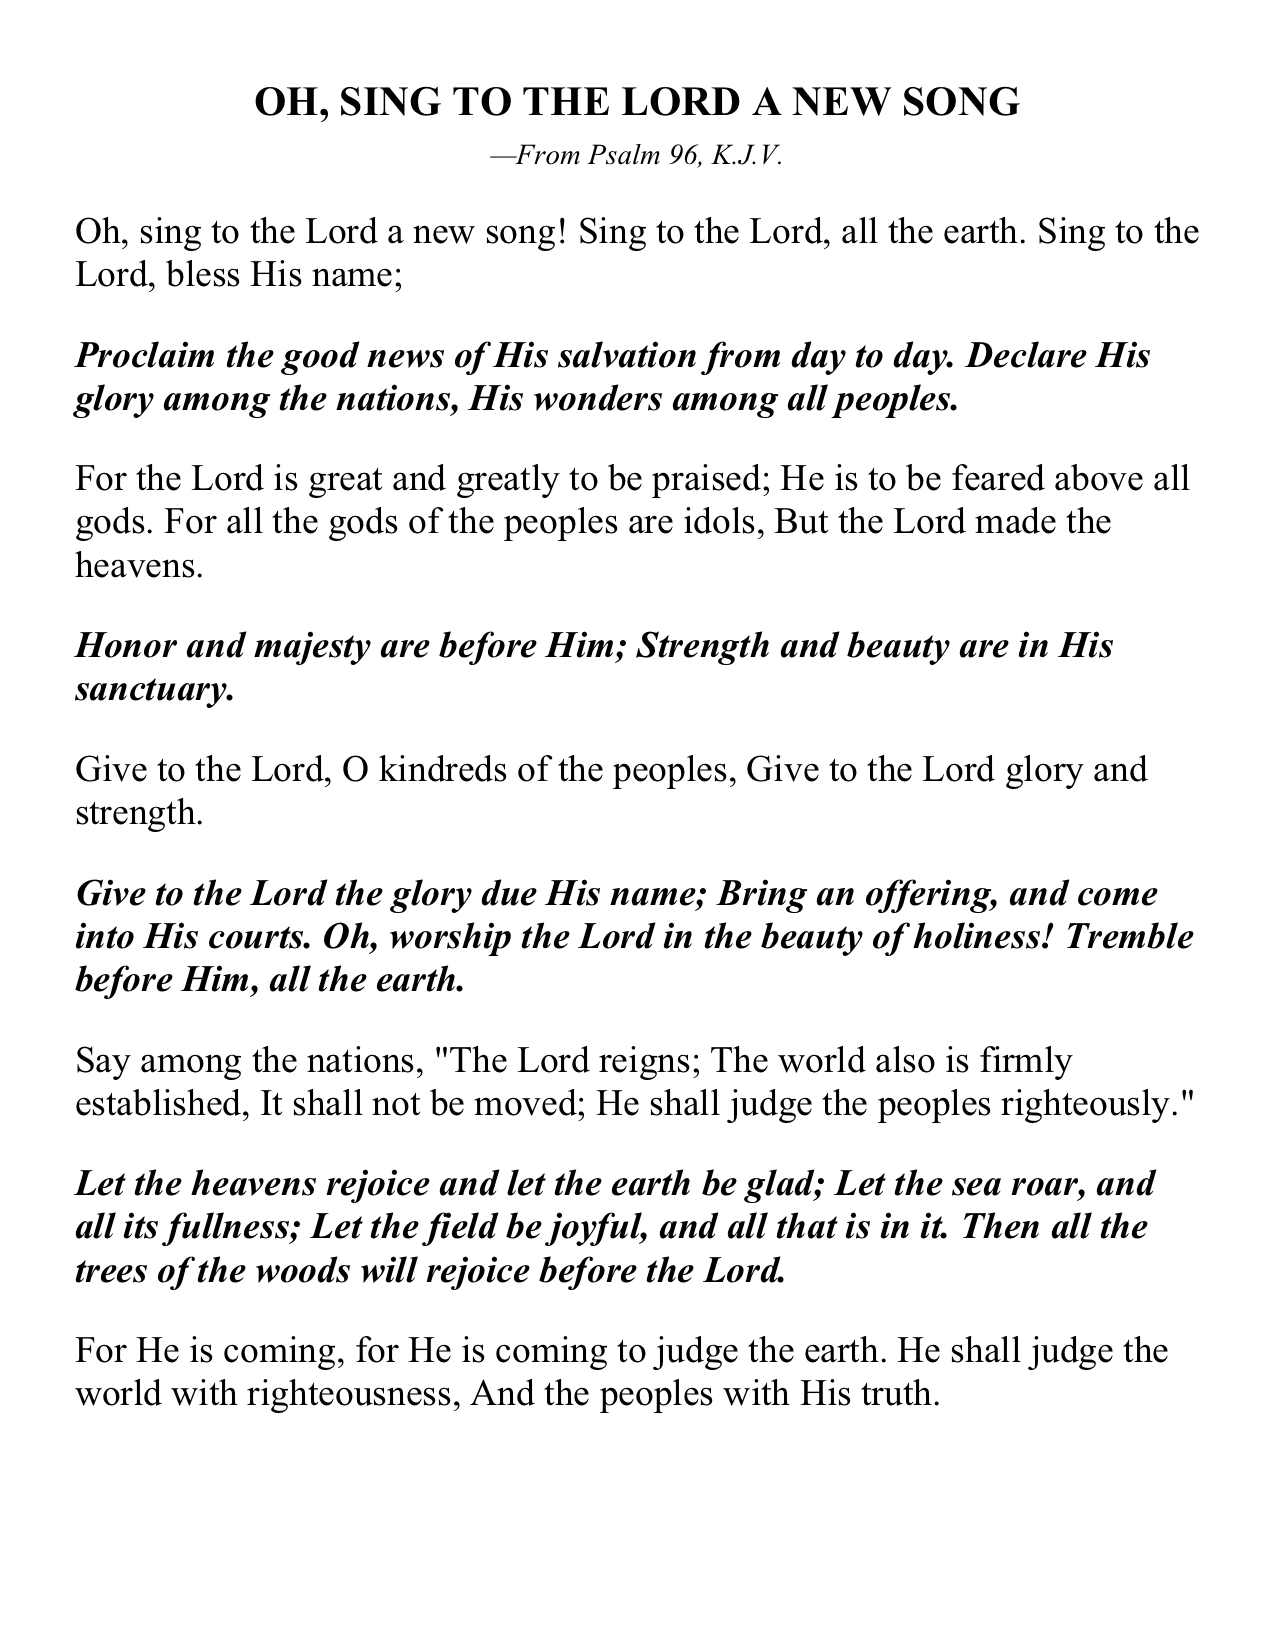 OH, SING TO THE LORD A NEW SONG
—From Psalm 96, K.J.V.
Oh, sing to the Lord a new song! Sing to the Lord, all the earth. Sing to the
Lord, bless His name;
Proclaim the good news of His salvation from day to day. Declare His
glory among the nations, His wonders among all peoples.
For the Lord is great and greatly to be praised; He is to be feared above all
gods. For all the gods of the peoples are idols, But the Lord made the
heavens.
Honor and majesty are before Him; Strength and beauty are in His
sanctuary.
Give to the Lord, O kindreds of the peoples, Give to the Lord glory and
strength.
Give to the Lord the glory due His name; Bring an offering, and come
into His courts. Oh, worship the Lord in the beauty of holiness! Tremble
before Him, all the earth.
Say among the nations, "The Lord reigns; The world also is firmly
established, It shall not be moved; He shall judge the peoples righteously."
Let the heavens rejoice and let the earth be glad; Let the sea roar, and
all its fullness; Let the field be joyful, and all that is in it. Then all the
trees of the woods will rejoice before the Lord.
For He is coming, for He is coming to judge the earth. He shall judge the
world with righteousness, And the peoples with His truth.